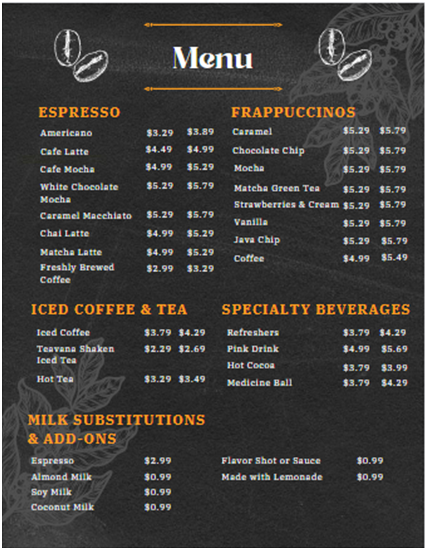 Menu
ESPRESSO
Americano $3.29 $3.89
Cafe Latte $4.49 $4.99
Cafe Mocha $4.99 $5.29
White Chocolate $5.29 $5.79
Mocha
Caramel Macchiato $5.29 $5.79
Chai Latte $4.99 $5.29
Matcha Latte $4.99 $5.29
Freshly Brewed $2.99 $3.29
Coffee
FRAPPUCCINOS
Caramel $5.29 $5.79
Chocolate Chip $5.29 $5.79
Mocha $5.29 $5.79
Matcha Green Tea $5.29 $5.79
Strawberries & Cream $5.29 $5.79
Vanilla $5.29 $5.79
Java Chip $5.29 $5.79
Coffee $4.99 $5.49
ICED COFFEE & TEA
Iced Coffee $3.79 $4.29
Teavana Shaken $2.29 $2.69
Iced Tea
Hot Tea $3.29 $3.49
SPECIALTY BEVERAGES
Refreshers $3.79 $4.29
Pink Drink $4.99 $5.69
Hot Cocoa $3.79 $3.99
Medicine Ball $3.79 $4.29
MILK SUBSTITUTIONS
& ADD-ONS
Espresso $2.99
Almond Milk $0.99
Soy Milk $0.99
Coconut Milk $0.99
Flavor Shot or Sauce $0.99
Made with Lemonade $0.99